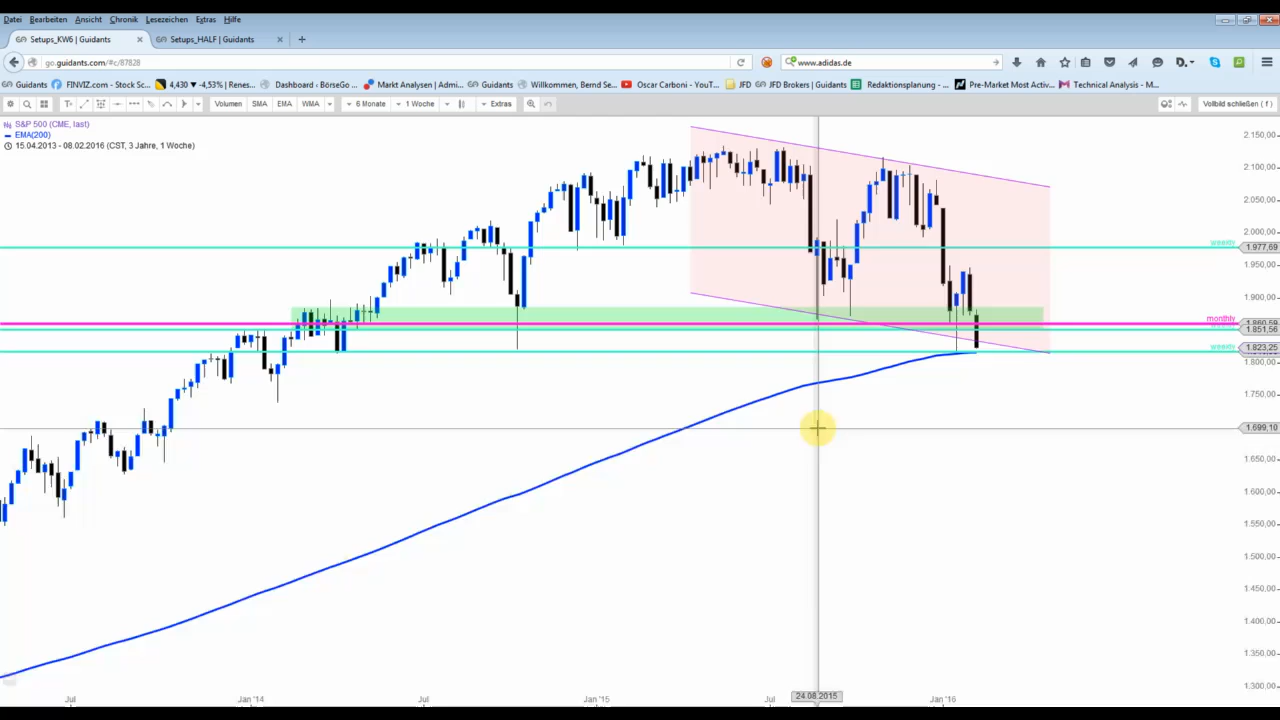 Datei Bearbeiten Ansicht Chronik Lesezeichen Extras Hilfe
Setups_KW6 | Guidants Setups_HALF | Guidants
go.guidants.com/#c/87828 www.adidas.de
Guidants FINVIZ.com - Stock Sc... 4,430 ▾ -4,53% | Renes... Dashboard ‹ BörseGo ... Markt Analysen | Admi... Guidants Willkommen, Bernd Se... Oscar Carboni - YouT... JFD JFD Brokers | Guidants Redaktionsplanung - ... Pre-Market Most Activ... Technical Analysis - M...
Volumen SMA EMA WMA 6 Monate 1 Woche Extras Vollbild schließen ( f )
S&P 500 (CME, last)
EMA(200)
15.04.2013 - 08.02.2016 (CST, 3 Jahre, 1 Woche)
2.150,00
2.100,00
2.050,00
2.000,00
weekly
1.977,69
1.950,00
1.900,00
monthly
1.860,59
1.851,56
weekly
1.823,25
1.800,00
1.750,00
1.699,10
1.650,00
1.600,00
1.550,00
1.500,00
1.450,00
1.400,00
1.350,00
1.300,00
Jul Jan '14 Jul Jan '15 Jul 24.08.2015 Jan '16